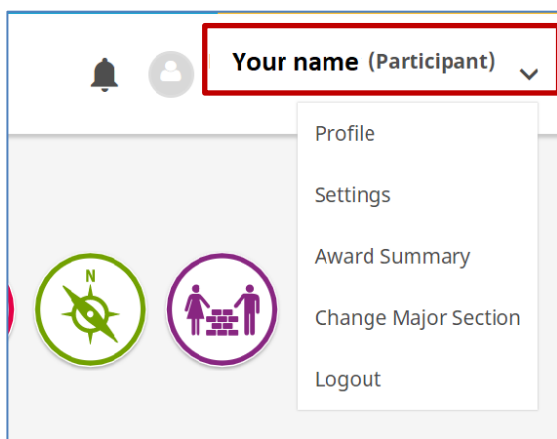 Your name (Participant)
Profile
Settings
Award Summary
N
Change Major Section
Logout